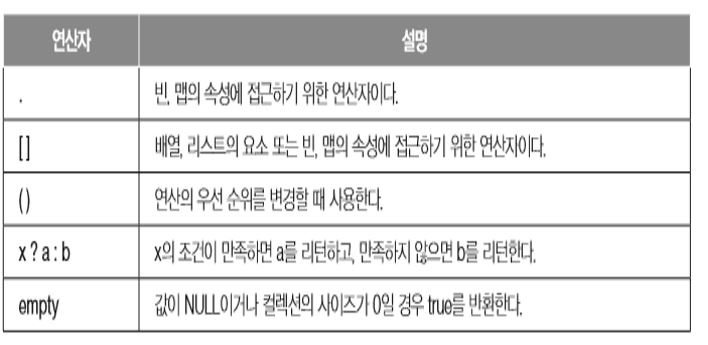 연산자 설명
. 빈, 맵의 속성에 접근하기 위한 연산자이다.
[] 배열, 리스트의 요소 또는 빈, 맵의 속성에 접근하기 위한 연산자이다.
() 연산의 우선 순위를 변경할 때 사용한다.
x ? a : b x의 조건이 만족하면 a를 리턴하고, 만족하지 않으면 b를 리턴한다.
empty 값이 NULL이거나 컬렉션의 사이즈가 0일 경우 true를 반환한다.